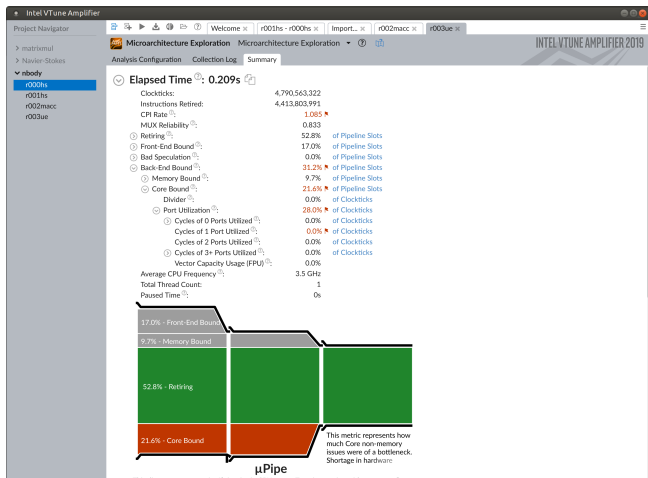 Intel VTune Amplifier
Project Navigator
Welcome × r001hs - r000hs × Import... × r002macc × r003ue ×
Microarchitecture Exploration Microarchitecture Exploration
INTEL VTUNE AMPLIFIER 2019
Analysis Configuration Collection Log Summary
matrixmul
Navier-Stokes
nbody
r000hs
r001hs
r002macc
r003ue
Elapsed Time ?: 0.209s
Clockticks: 4,790,563,322
Instructions Retired: 4,413,803,991
CPI Rate ?: 1.085
MUX Reliability ?: 0.833
Retiring ?: 52.8% of Pipeline Slots
Front-End Bound ?: 17.0% of Pipeline Slots
Bad Speculation ?: 0.0% of Pipeline Slots
Back-End Bound ?: 31.2% of Pipeline Slots
Memory Bound ?: 9.7% of Pipeline Slots
Core Bound ?: 21.6% of Pipeline Slots
Divider ?: 0.0% of Clockticks
Port Utilization ?: 28.0% of Clockticks
Cycles of 0 Ports Utilized ?: 0.0% of Clockticks
Cycles of 1 Port Utilized ?: 0.0% of Clockticks
Cycles of 2 Ports Utilized ?: 0.0% of Clockticks
Cycles of 3+ Ports Utilized ?: 0.0% of Clockticks
Vector Capacity Usage (FPU) ?: 0.0%
Average CPU Frequency ?: 3.5 GHz
Total Thread Count: 1
Paused Time ?: 0s
17.0% - Front-End Bound
9.7% - Memory Bound
52.8% - Retiring
21.6% - Core Bound
This metric represents how
much Core non-memory
issues were of a bottleneck.
Shortage in hardware
µPipe